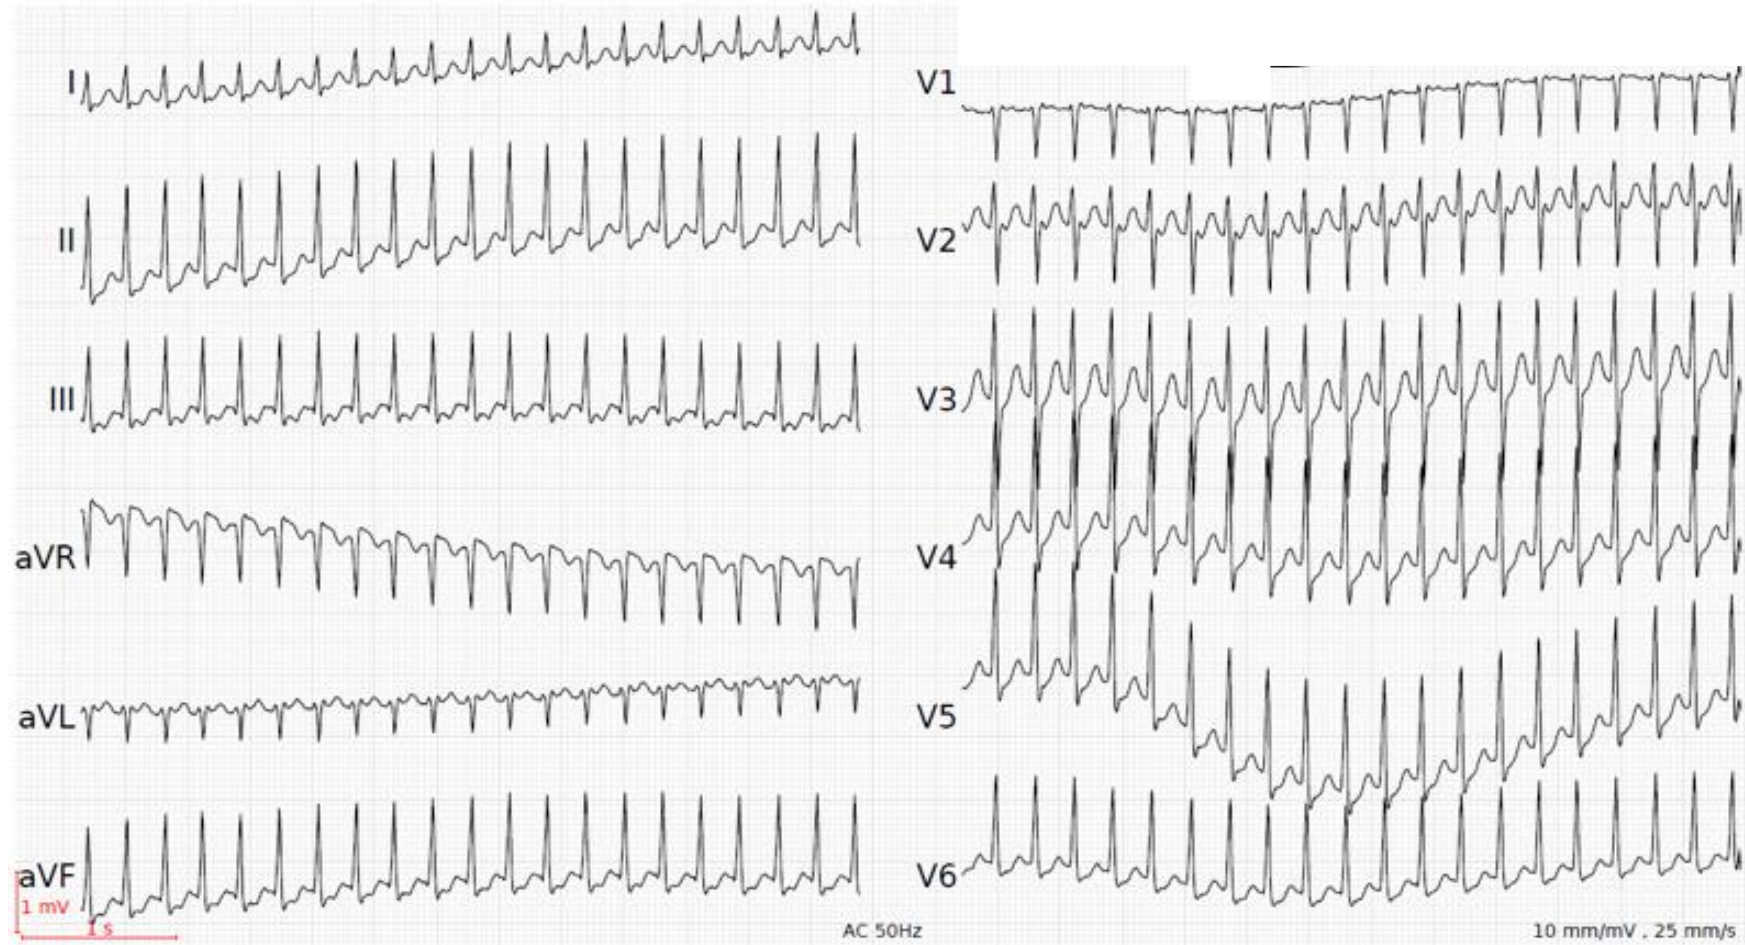 I
II
III
aVR
aVL
aVF
1 mV
1 s
V1
V2
V3
V4
V5
V6
AC 50Hz
10 mm/mV , 25 mm/s